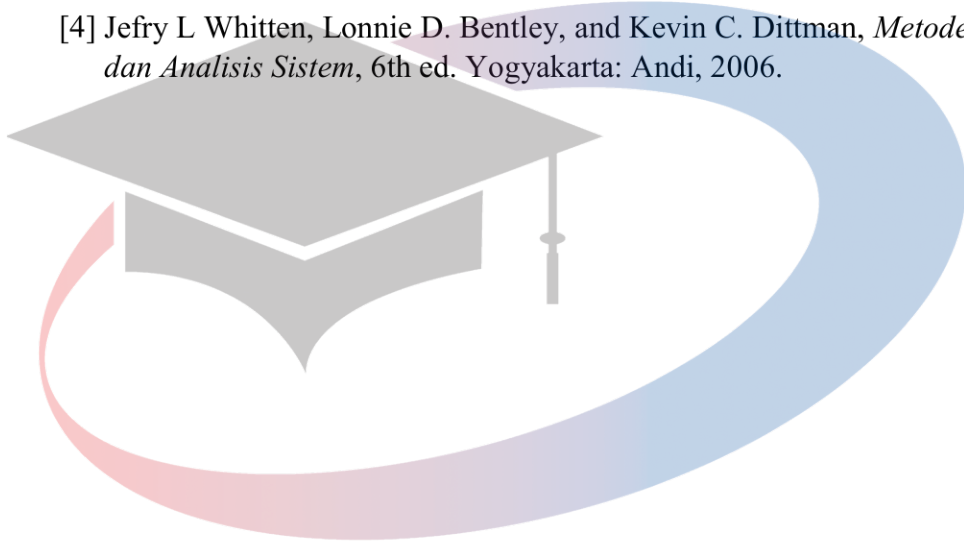 [4] Jefry L Whitten, Lonnie D. Bentley, and Kevin C. Dittman, Metode
dan Analisis Sistem, 6th ed. Yogyakarta: Andi, 2006.